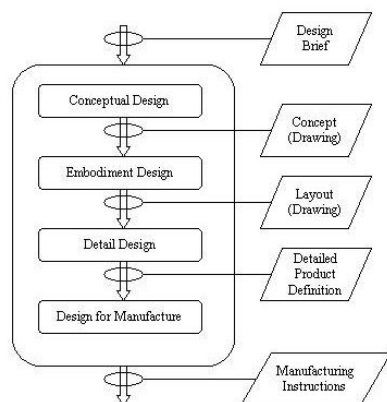 Design
Brief
Conceptual Design
Concept
(Drawing)
Embodiment Design
Layout
(Drawing)
Detail Design
Detailed
Product
Definition
Design for Manufacture
Manufacturing
Instructions